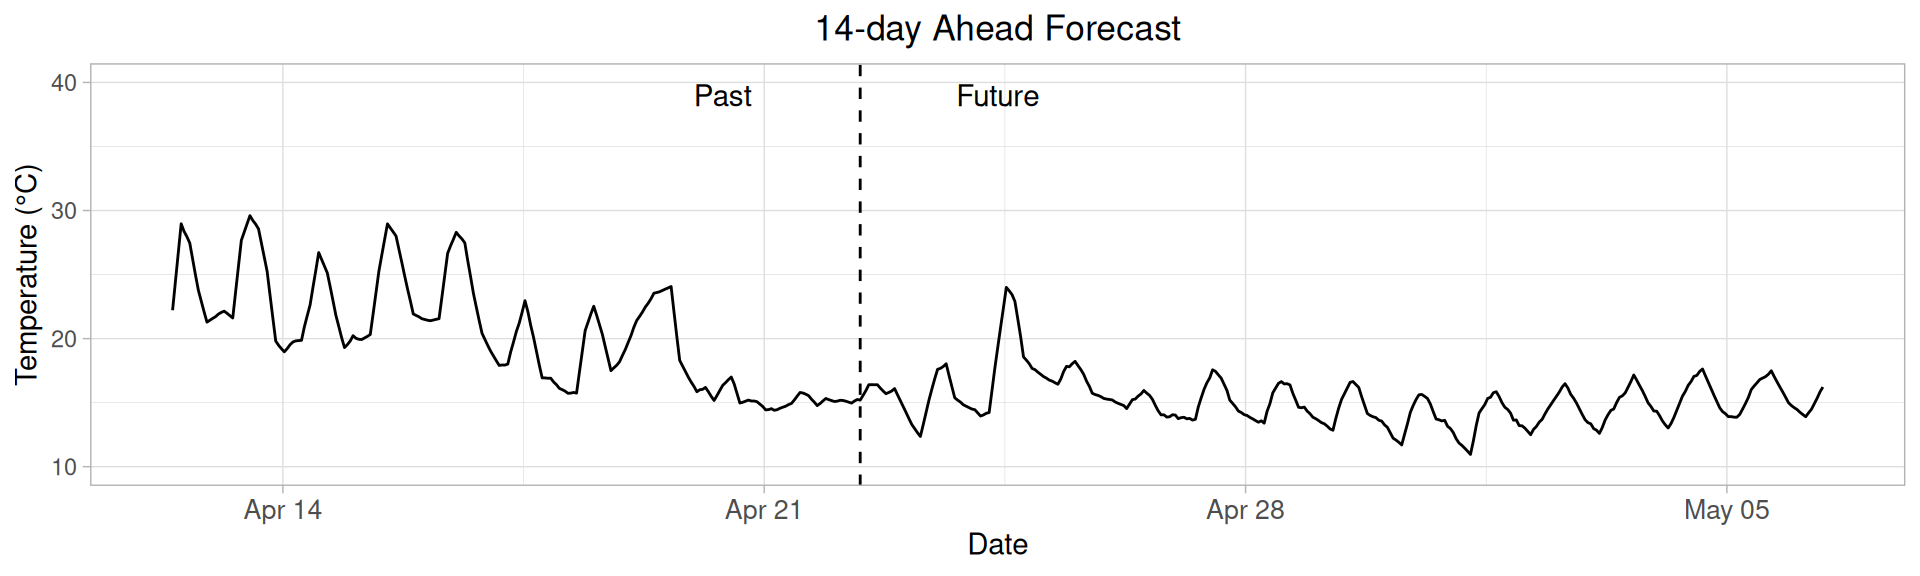 14-day Ahead Forecast
40
30
20
10
Temperature (°C)
Past
Future
Apr 14
Apr 21
Apr 28
May 05
Date